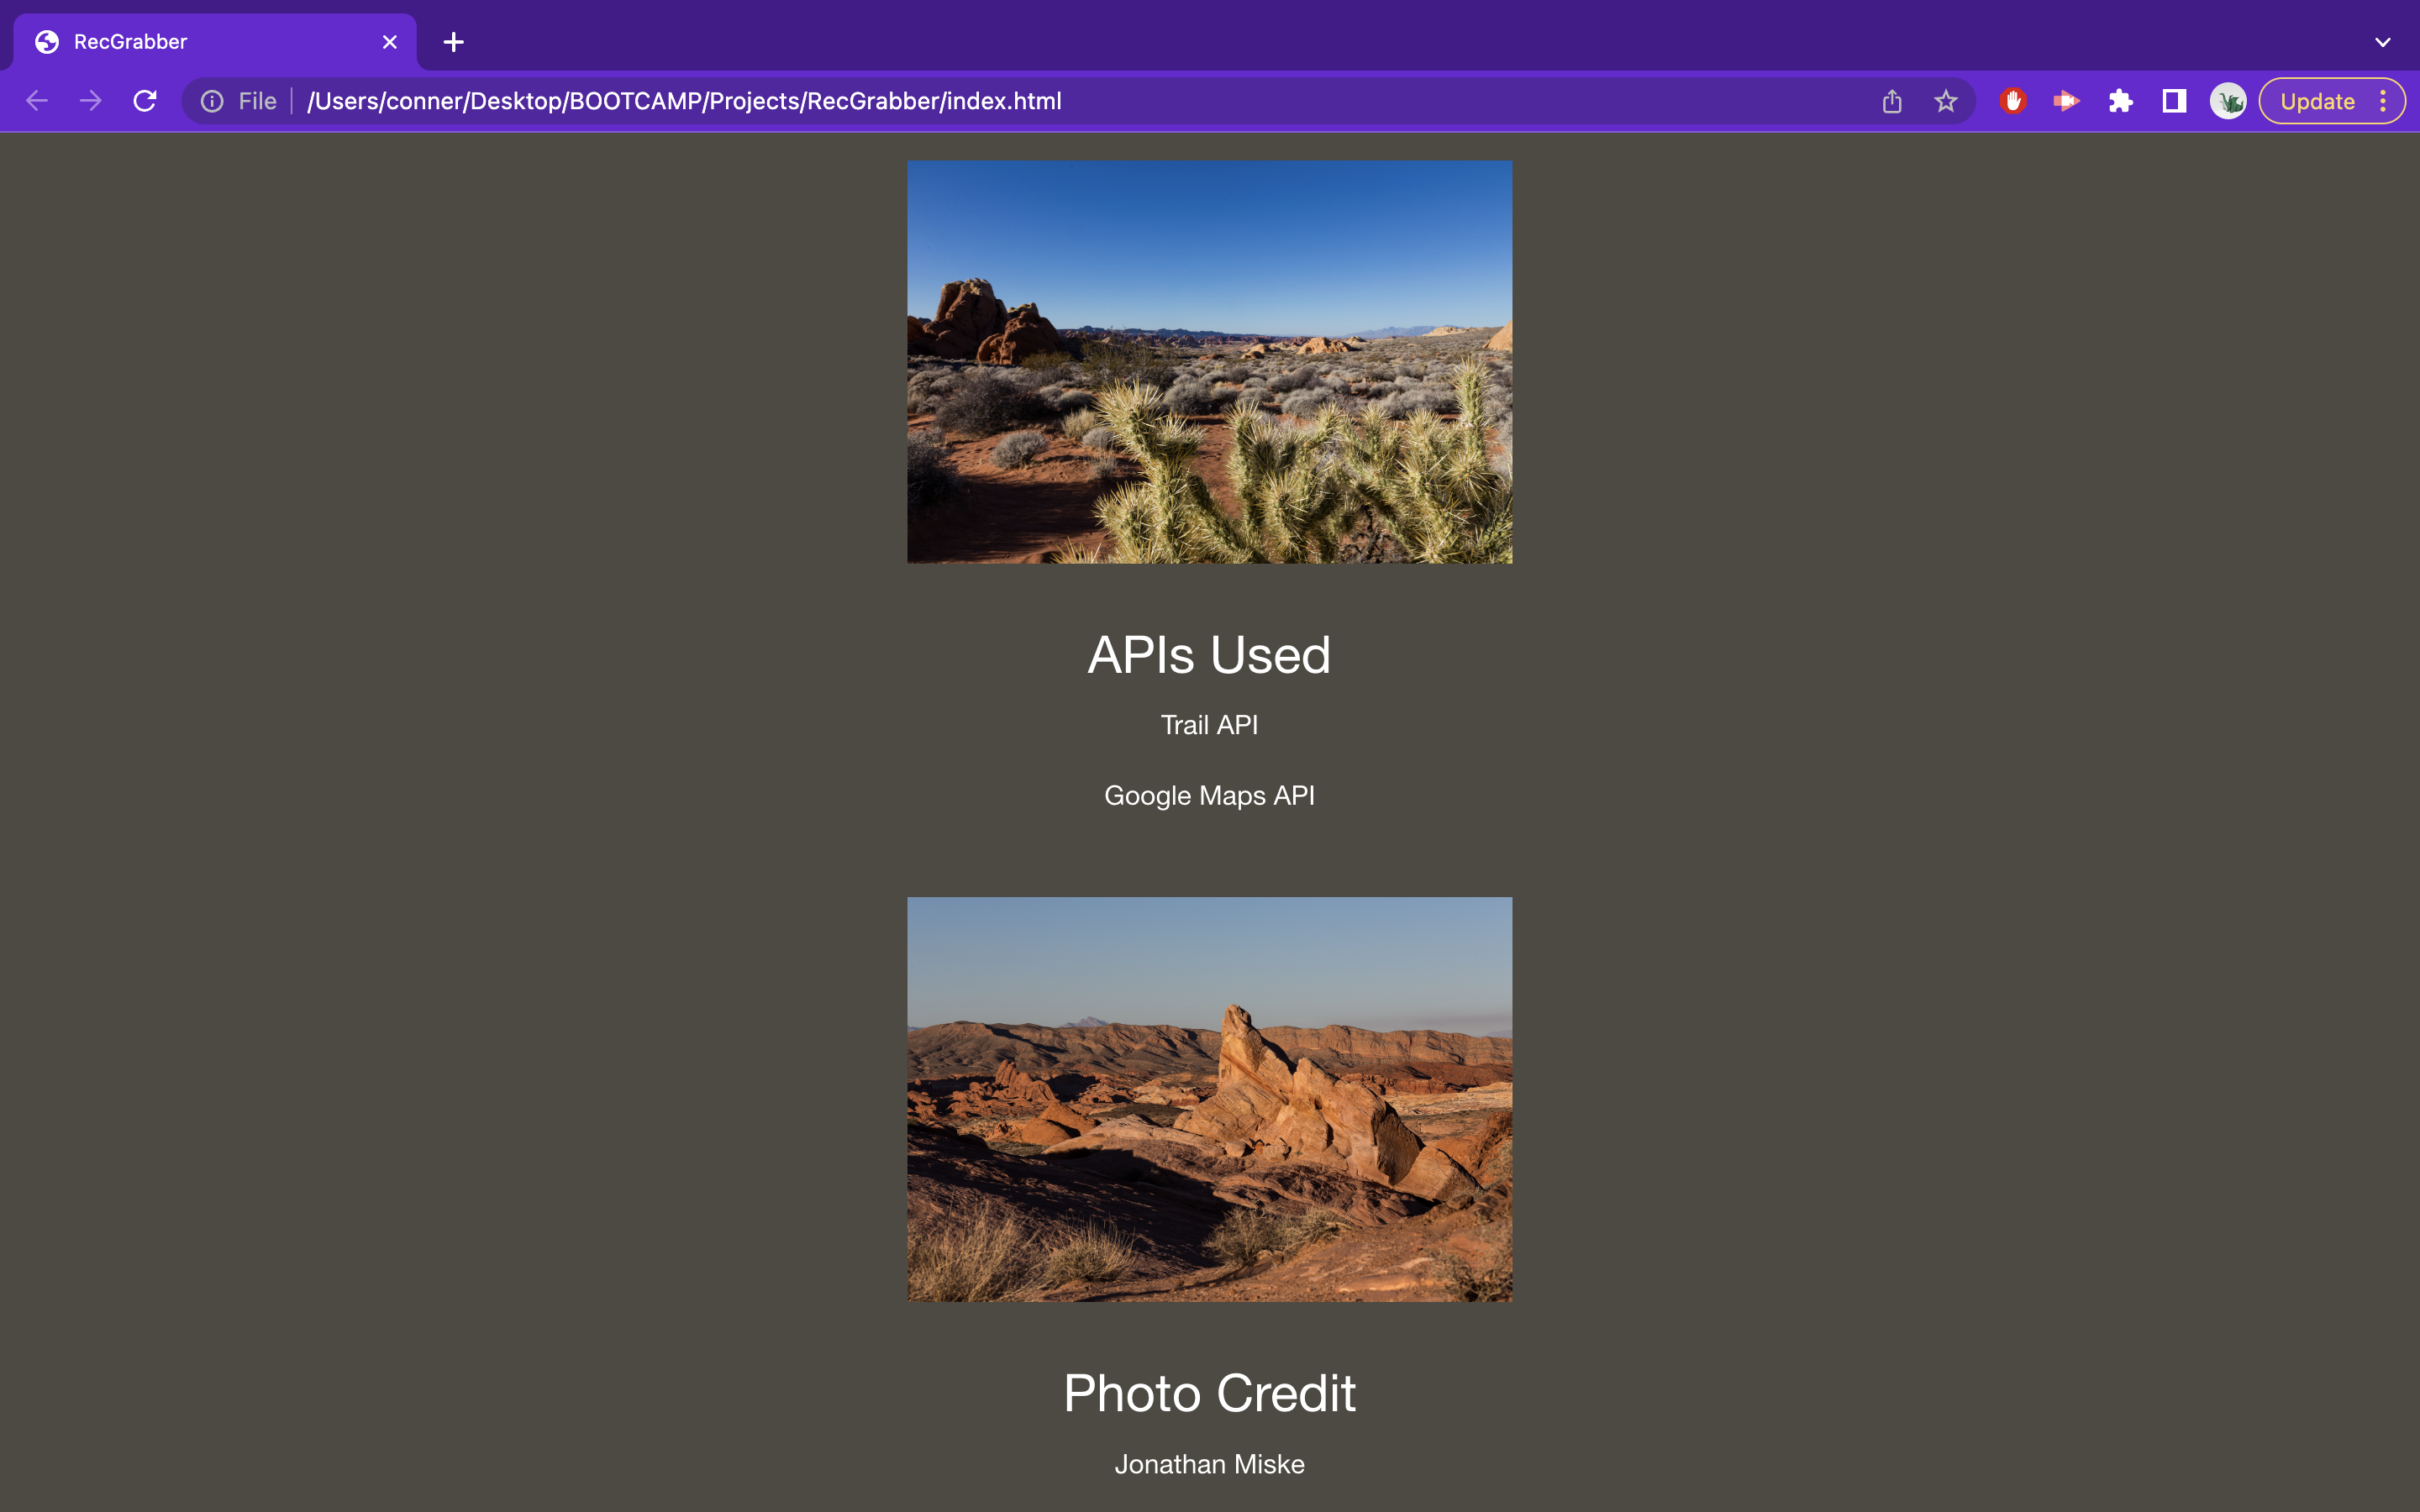 RecGrabber
File
/Users/conner/Desktop/BOOTCAMP/Projects/RecGrabber/index.html
Update
APIs Used
Trail API
Google Maps API
Photo Credit
Jonathan Miske